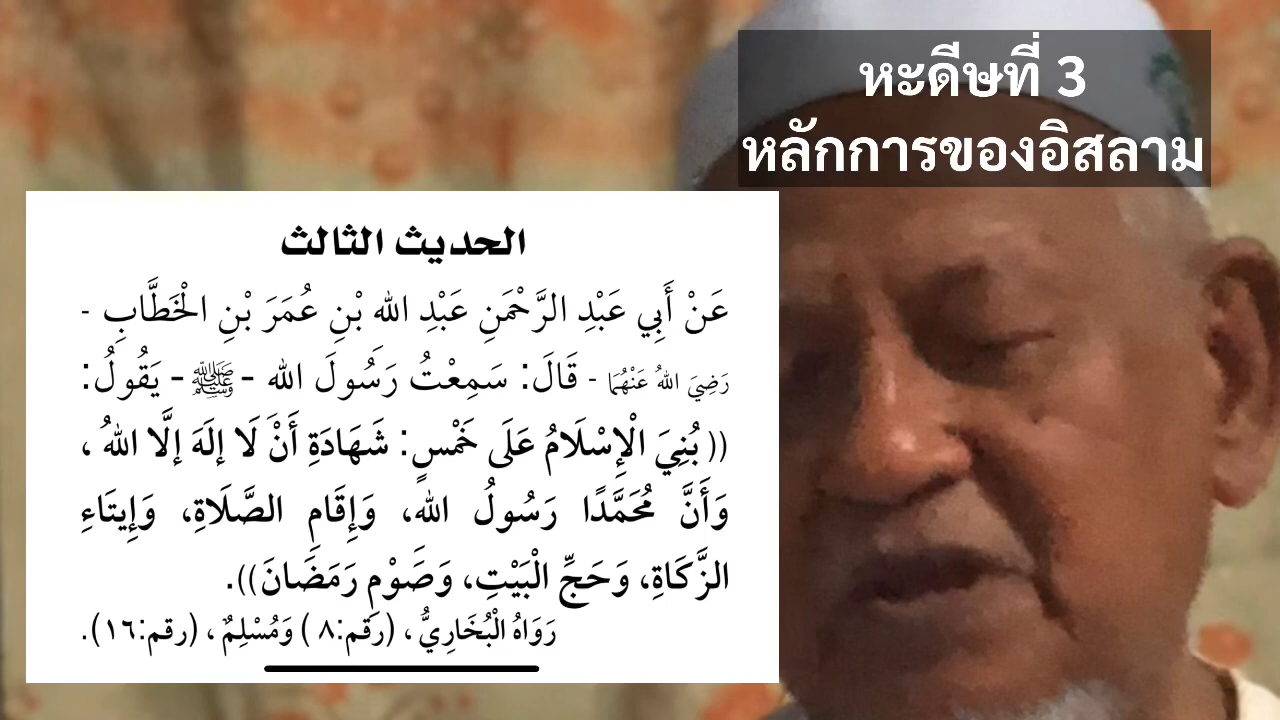 หะดีษที่ 3
หลักการของอิสลาม
الحديث الثالث
عَنْ أَبِي عَبْدِ الرَّحْمَنِ عَبْدِ الله بْنِ عُمَرَ بْنِ الْخَطَّابِ -
رَضِيَ اللهُ عَنْهُمَا - قَالَ: سَمِعْتُ رَسُولَ الله - ﷺ - يَقُولُ:
((بُنِيَ الْإِسْلَامُ عَلَى خَمْسٍ: شَهَادَةِ أَنْ لَا إِلَهَ إِلَّا اللهُ ،
وَأَنَّ مُحَمَّدًا رَسُولُ الله، وَإِقَامِ الصَّلَاةِ، وَإِيتَاءِ
الزَّكَاةِ، وَحَجِّ الْبَيْتِ، وَصَوْمِ رَمَضَانَ)).
رَوَاهُ الْبُخَارِيُّ ، (رقم:٨ ) وَمُسْلِمٌ ، (رقم:١٦).